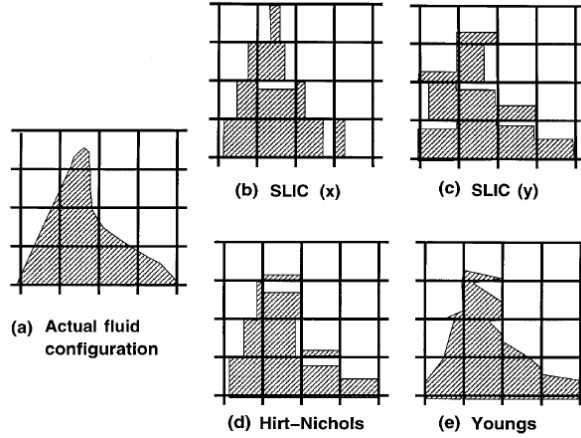 (b) SLIC (x)
(c) SLIC (y)
(a) Actual fluid
configuration
(d) Hirt–Nichols
(e) Youngs